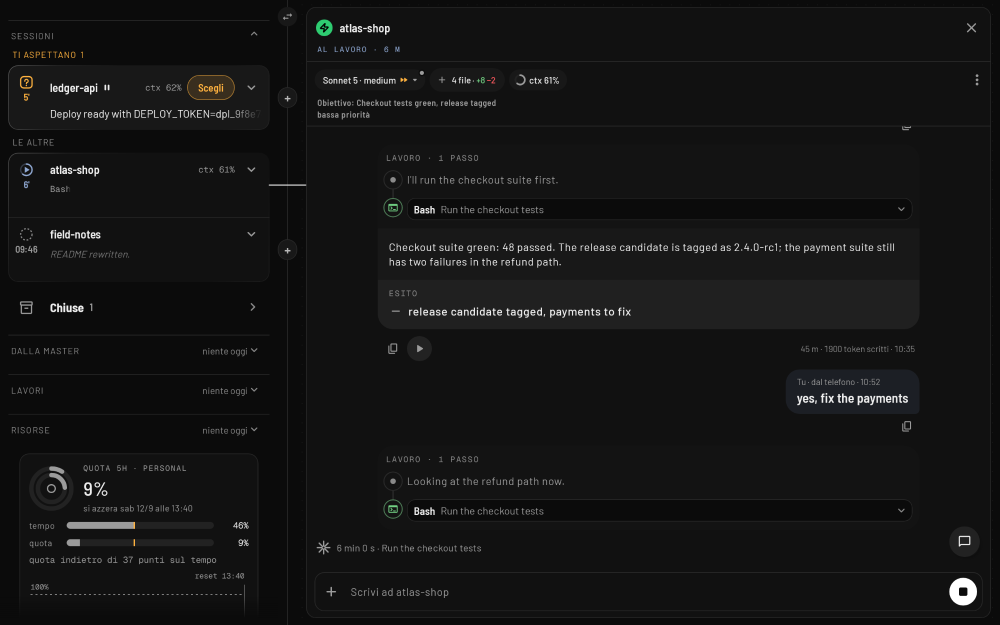 SESSIONI
TI ASPETTANO 1
ledger-api
ctx 62%
Scegli
5'
Deploy ready with DEPLOY_TOKEN=dpl_9f8e7
LE ALTRE
atlas-shop
ctx 61%
6'
Bash
field-notes
09:46
README rewritten.
Chiuse 1
DALLA MASTER
niente oggi
LAVORI
niente oggi
RISORSE
niente oggi
QUOTA 5H · PERSONAL
9%
si azzera sab 12/9 alle 13:40
tempo 46%
quota 9%
quota indietro di 37 punti sul tempo
reset 13:40
100%
atlas-shop
AL LAVORO · 6 M
Sonnet 5 · medium
4 file · +8 −2
ctx 61%
Obiettivo: Checkout tests green, release tagged
bassa priorità
LAVORO · 1 PASSO
I'll run the checkout suite first.
Bash Run the checkout tests
Checkout suite green: 48 passed. The release candidate is tagged as 2.4.0-rc1; the payment suite still
has two failures in the refund path.
ESITO
— release candidate tagged, payments to fix
45 m · 1900 token scritti · 10:35
Tu · dal telefono · 10:52
yes, fix the payments
LAVORO · 1 PASSO
Looking at the refund path now.
Bash Run the checkout tests
6 min 0 s · Run the checkout tests
Scrivi ad atlas-shop